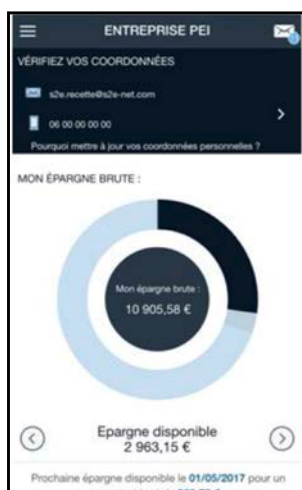 ENTREPRISE PEI
VÉRIFIEZ VOS COORDONNÉES
s2e.recette@s2e-net.com
06 00 00 00 00
Pourquoi mettre à jour vos coordonnées personnelles ?
MON ÉPARGNE BRUTE :
Mon épargne brute :
10 905,58 €
Epargne disponible
2 963,15 €
Prochaine épargne disponible le 01/05/2017 pour un